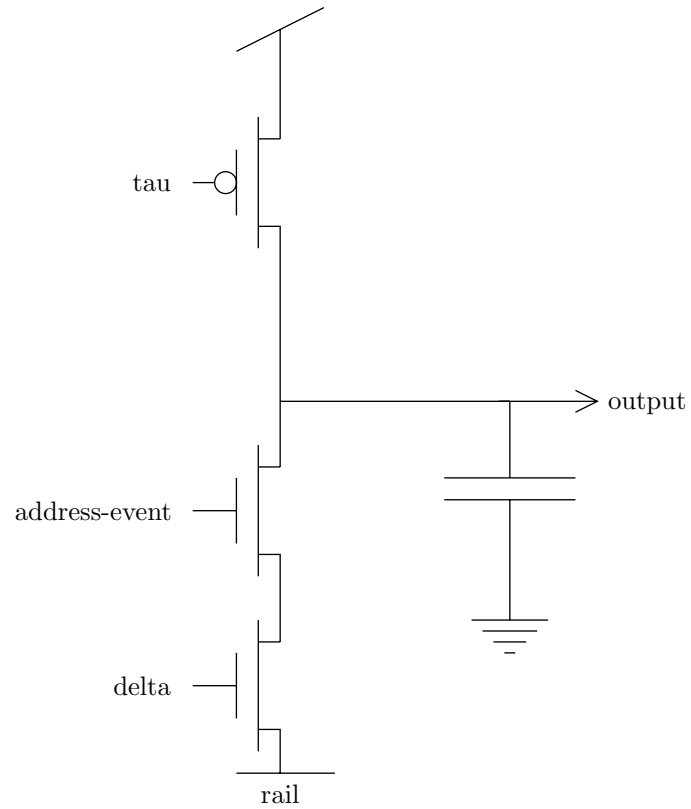 tau
output
address-event
delta
rail